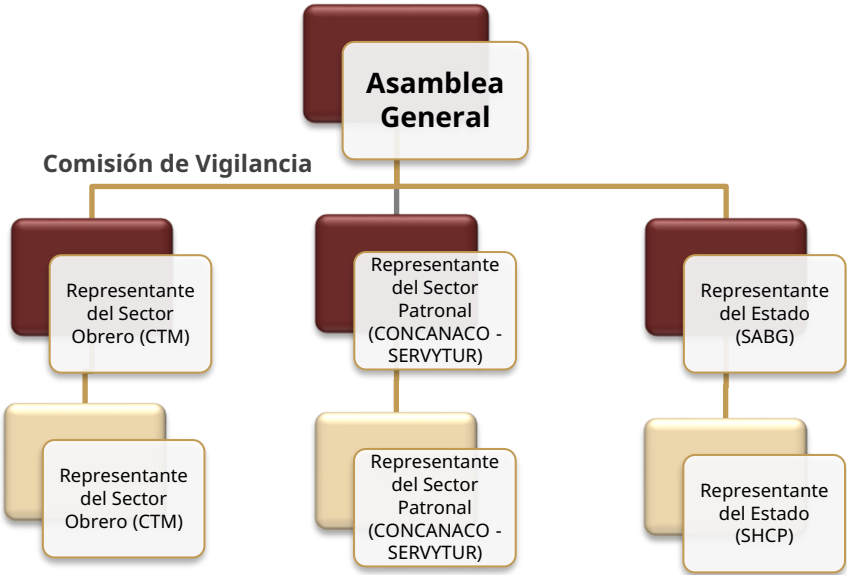 Asamblea
General
Comisión de Vigilancia
Representante
del Sector
Obrero (CTM)
Representante
del Sector
Patronal
(CONCANACO -
SERVYTUR)
Representante
del Estado
(SABG)
Representante
del Sector
Obrero (CTM)
Representante
del Sector
Patronal
(CONCANACO -
SERVYTUR)
Representante
del Estado
(SHCP)